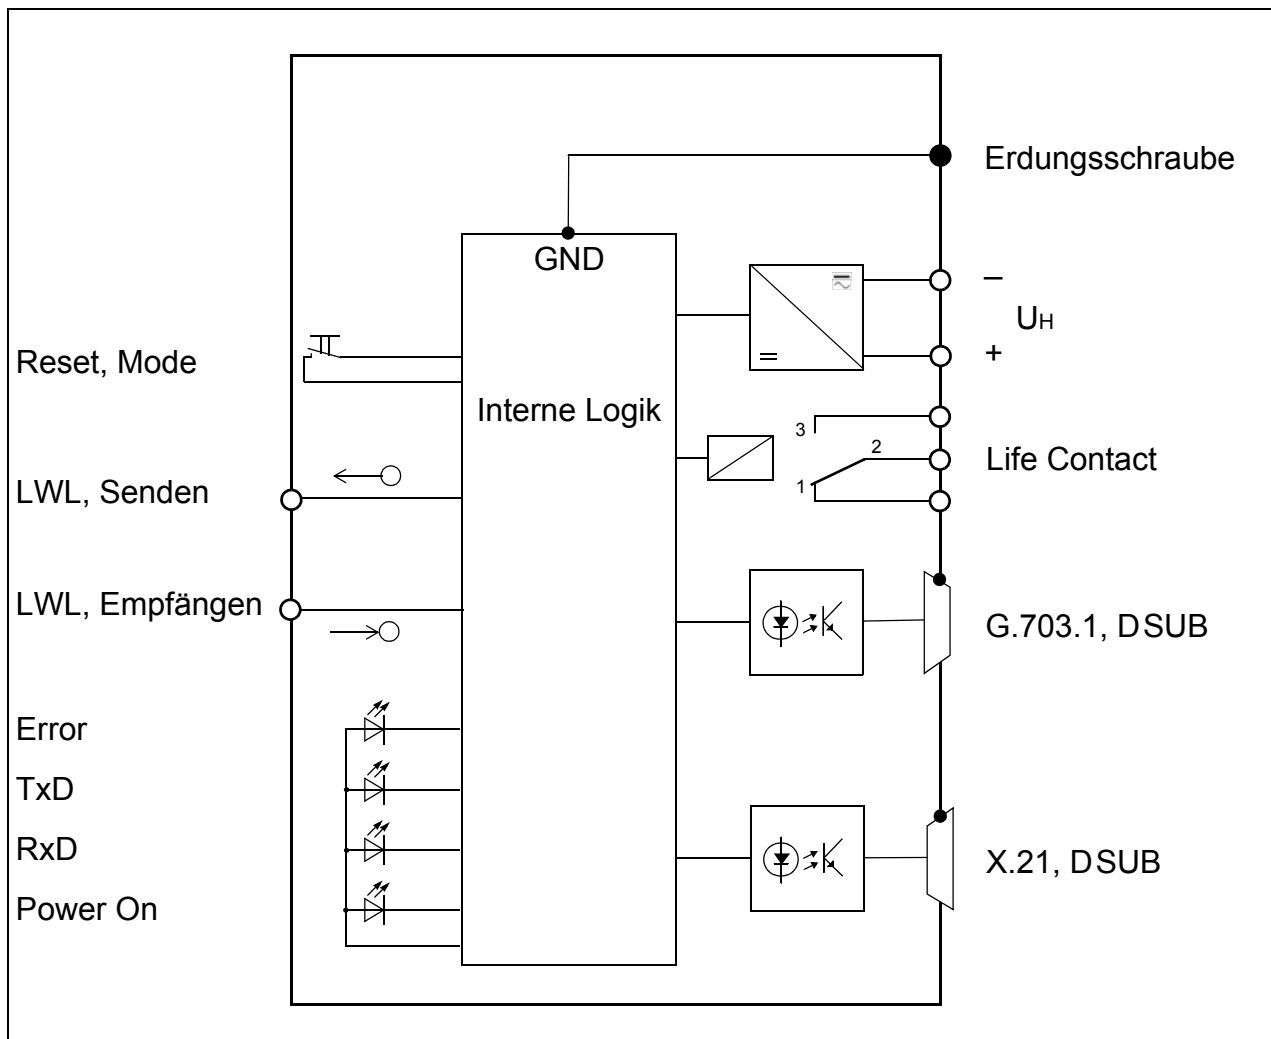 Erdungsschraube
GND
–
UH
+
Reset, Mode
Interne Logik
3
2
1
Life Contact
LWL, Senden
LWL, Empfängen
G.703.1, DSUB
Error
TxD
RxD
Power On
X.21, DSUB